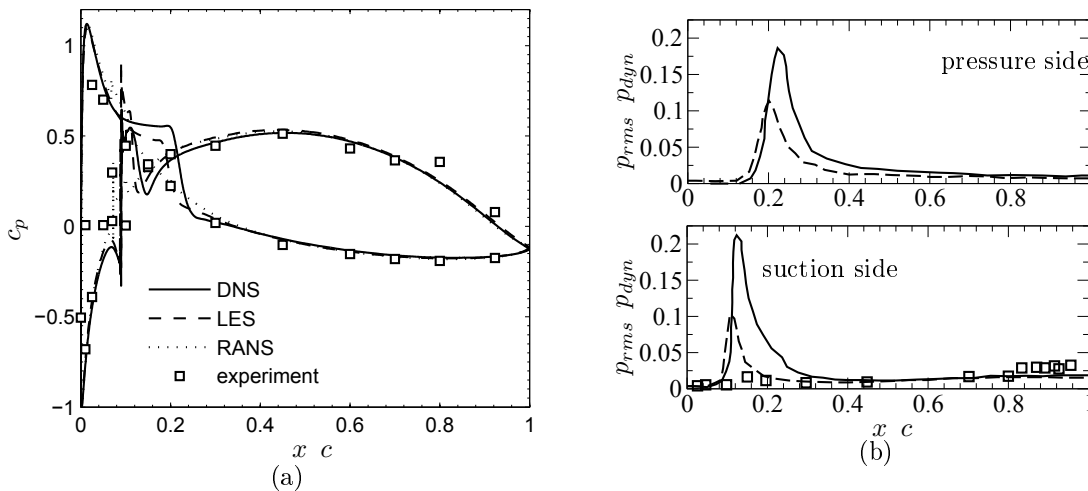 1
0.5
0
−0.5
−1
c_p
0 0.2 0.4 0.6 0.8 1
x c
DNS
LES
RANS
experiment
(a)
0.2
0.15
0.1
0.05
0
p_rms p_dyn
pressure side
0 0.2 0.4 0.6 0.8
0.2
0.15
0.1
0.05
0
p_rms p_dyn
suction side
0 0.2 0.4 0.6 0.8 1
x c
(b)